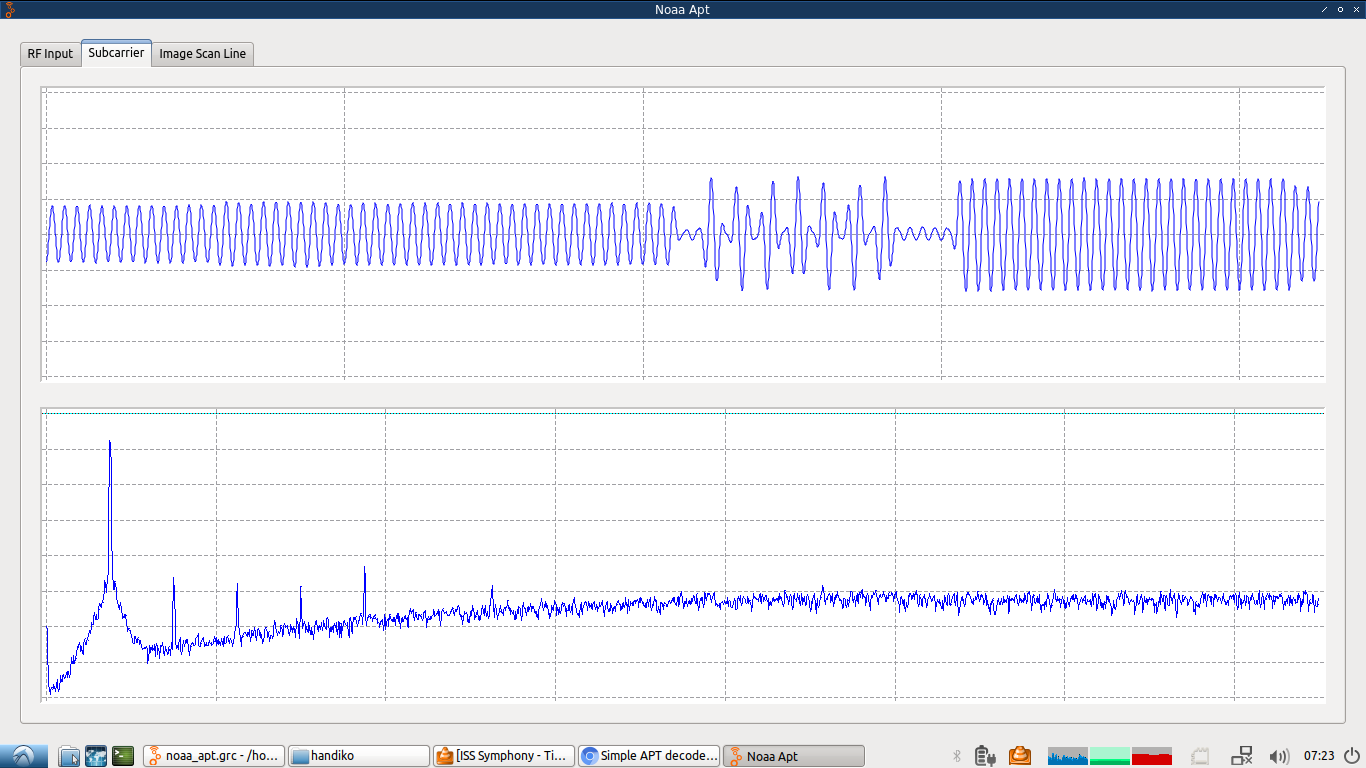 Noaa Apt
RF Input
Subcarrier
Image Scan Line
noaa_apt.grc - /ho...
handiko
[ISS Symphony - Ti...
Simple APT decode...
Noaa Apt
07:23